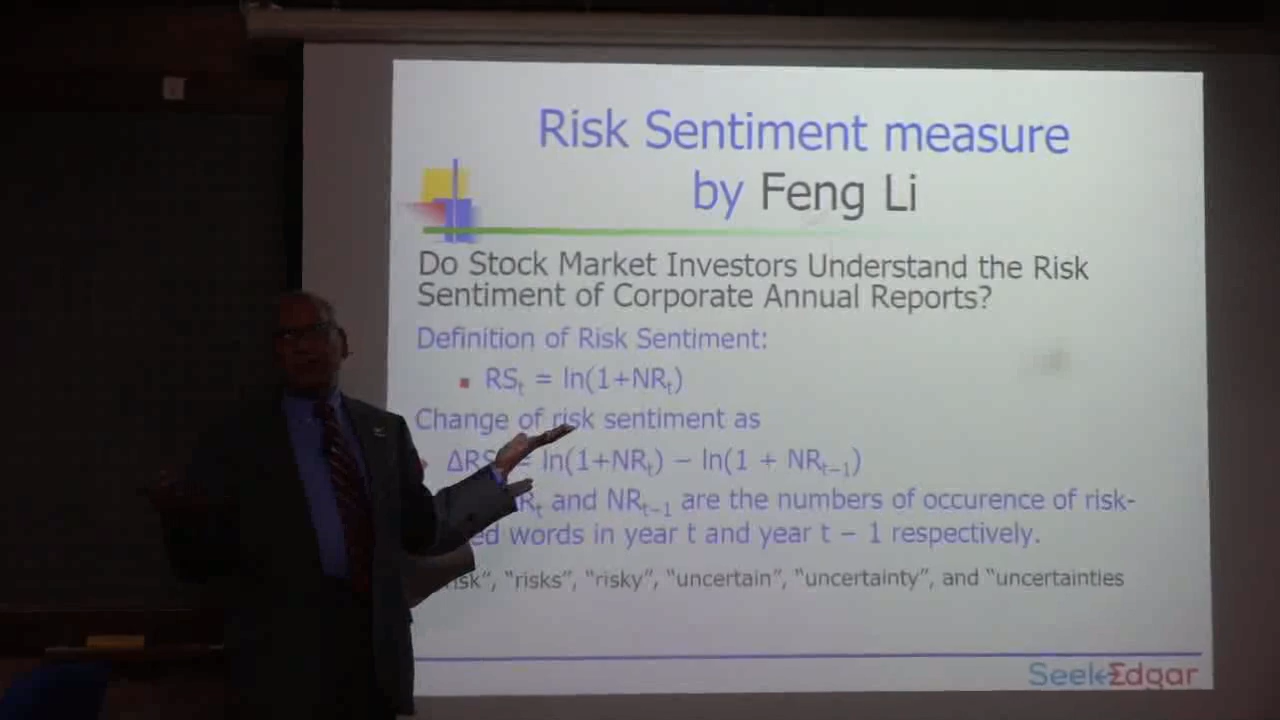 Risk Sentiment measure
by Feng Li
Do Stock Market Investors Understand the Risk
Sentiment of Corporate Annual Reports?
Definition of Risk Sentiment:
RSₜ = ln(1+NRₜ)
Change of risk sentiment as
ΔRS = ln(1+NRₜ) − ln(1 + NRₜ₋₁)
and NRₜ₋₁ are the numbers of occurence of risk-
words in year t and year t − 1 respectively.
“risks”, “risky”, “uncertain”, “uncertainty”, and “uncertainties
SeekEdgar